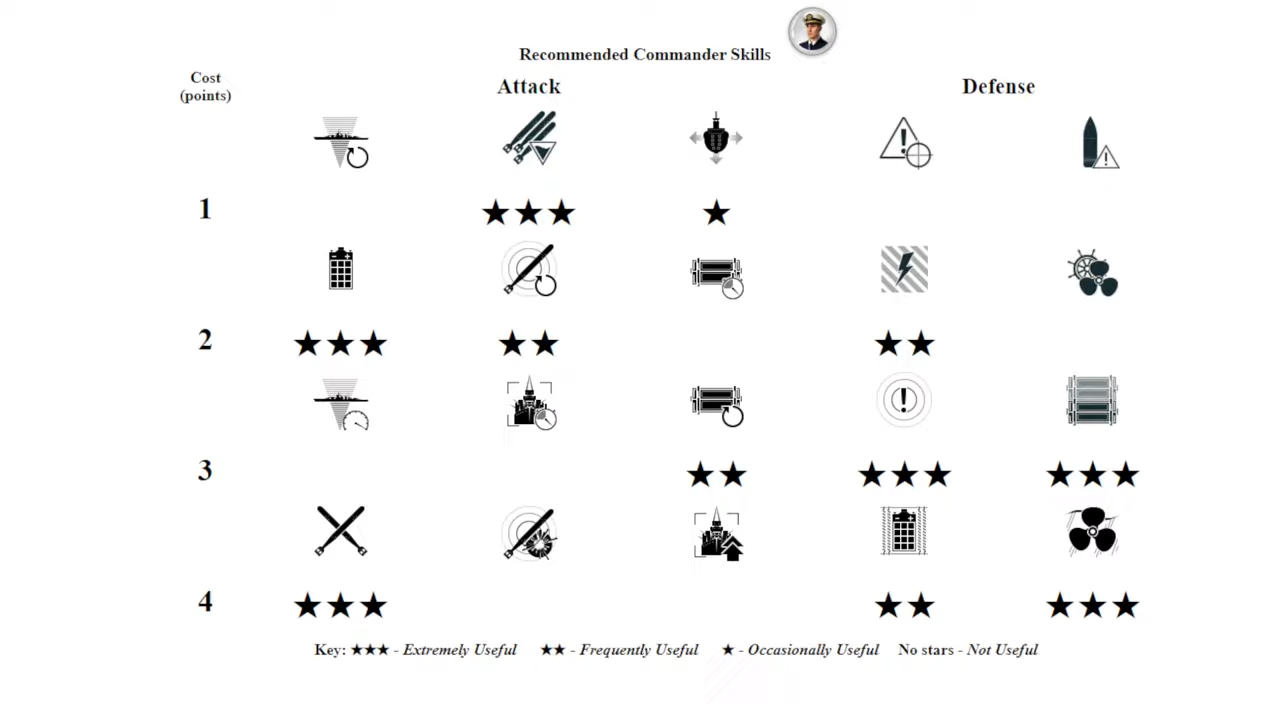 Recommended Commander Skills
Cost
(points)
Attack
Defense
1
★★★
★
2
★★★
★★
★★
3
★★
★★★
★★★
4
★★★
★★
★★★
Key: ★★★ - Extremely Useful ★★ - Frequently Useful ★ - Occasionally Useful No stars - Not Useful